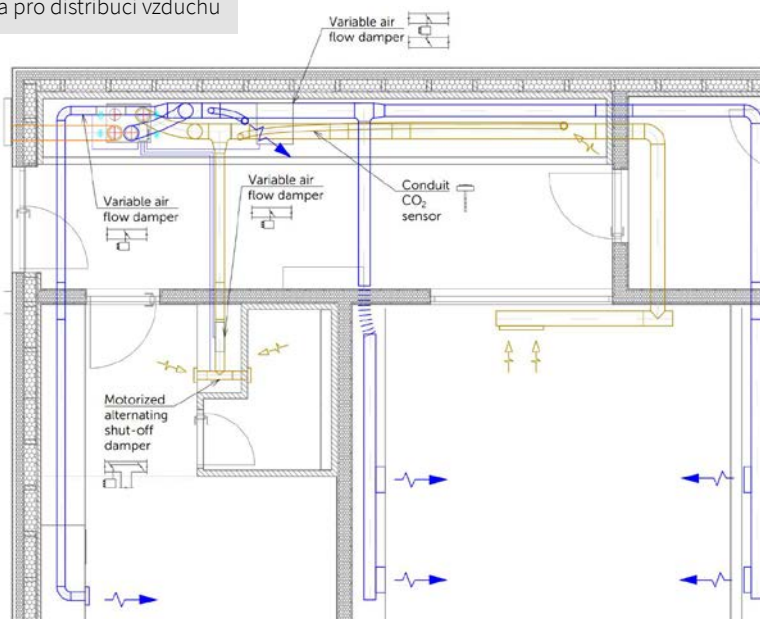 a pro distribuci vzduchu
Variable air
flow damper
Variable air
flow damper
Variable air
flow damper
Conduit
CO₂
sensor
Motorized
alternating
shut-off
damper